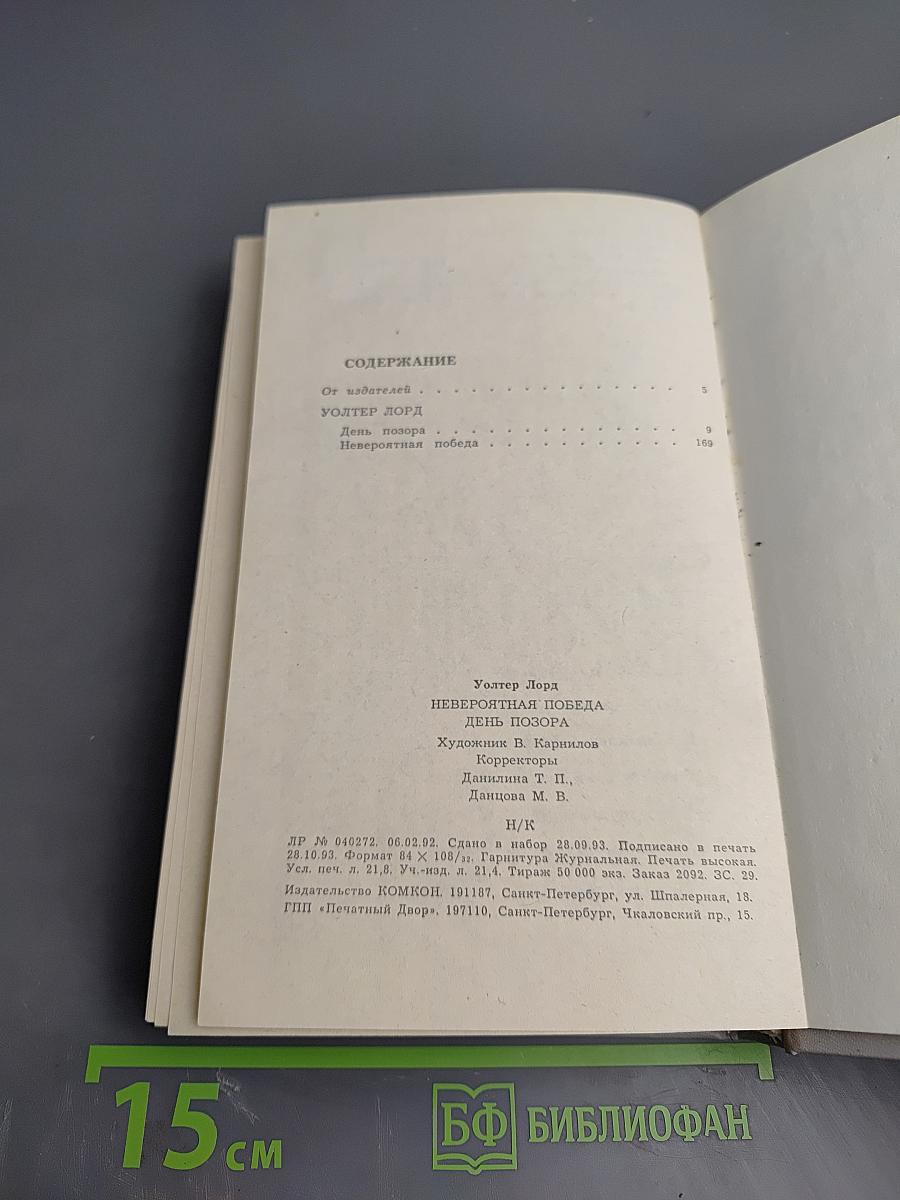 СОДЕРЖАНИЕ
От издателей . . . . . . . . . . . . . . . . . . 5
УОЛТЕР ЛОРД
День позора . . . . . . . . . . . . . . . . . 9
Невероятная победа . . . . . . . . . . . . . 169
Уолтер Лорд
НЕВЕРОЯТНАЯ ПОБЕДА
ДЕНЬ ПОЗОРА
Художник В. Карнилов
Корректоры
Данилина Т. П.,
Данцова М. В.
Н/К
ЛР № 040272. 06.02.92. Сдано в набор 28.09.93. Подписано в печать
28.10.93. Формат 84 × 108/32. Гарнитура Журнальная. Печать высокая.
Усл. печ. л. 21,8. Уч.-изд. л. 21,4. Тираж 50 000 экз. Заказ 2092. ЗС. 29.
Издательство КОМКОН. 191187, Санкт-Петербург, ул. Шпалерная, 18.
ГПП «Печатный Двор». 197110, Санкт-Петербург, Чкаловский пр., 15.
15 см
БФ БИБЛИОФАН